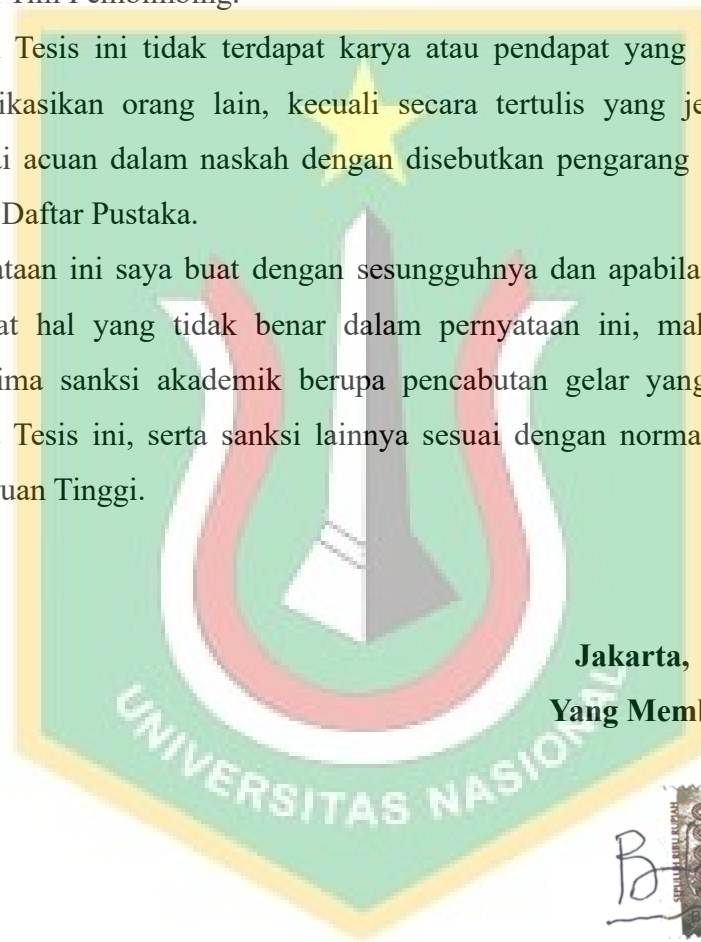 Tim Pembimbing.
Tesis ini tidak terdapat karya atau pendapat yang
ikasikan orang lain, kecuali secara tertulis yang je
i acuan dalam naskah dengan disebutkan pengarang
Daftar Pustaka.
ataan ini saya buat dengan sesungguhnya dan apabila
at hal yang tidak benar dalam pernyataan ini, mak
ima sanksi akademik berupa pencabutan gelar yang
Tesis ini, serta sanksi lainnya sesuai dengan norma
uan Tinggi.
Jakarta,
Yang Memb
UNIVERSITAS NASIONAL
SEPULUH RIBU RUPIAH